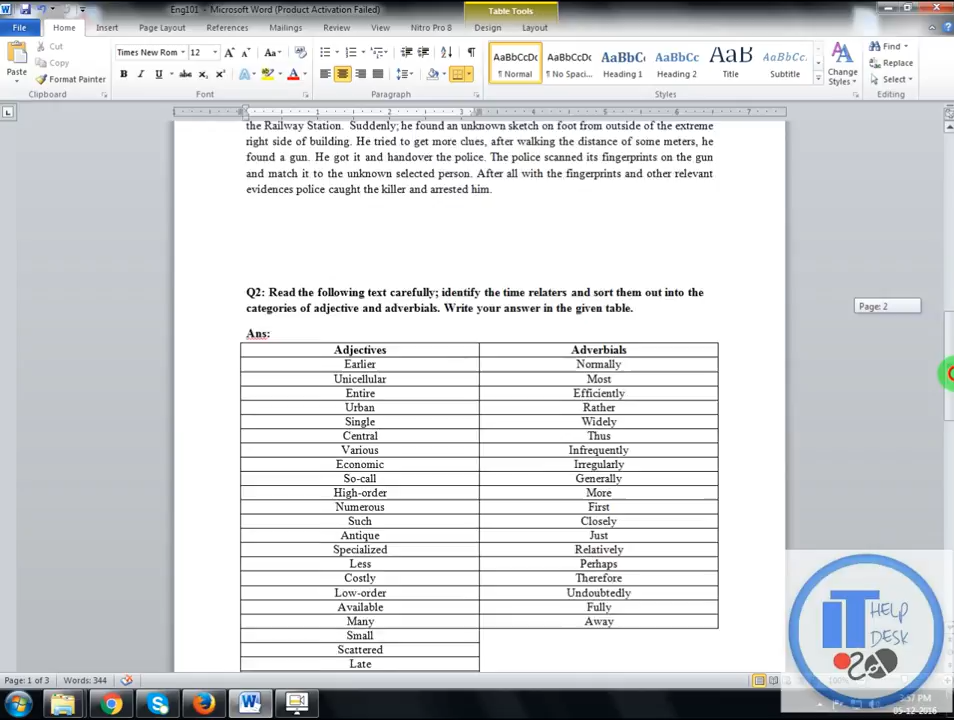 Eng101 - Microsoft Word (Product Activation Failed)
Table Tools
File Home Insert Page Layout References Mailings Review View Nitro Pro 8 Design Layout
Cut
Copy
Format Painter
Paste
Clipboard
Times New Rom 12
Font
Paragraph
AaBbCcDc AaBbCcDc AaBbC AaBbCc AaB AaBbCc.
¶ Normal ¶ No Spaci... Heading 1 Heading 2 Title Subtitle
Change Styles
Styles
Find
Replace
Select
Editing
the Railway Station. Suddenly; he found an unknown sketch on foot from outside of the extreme
right side of building. He tried to get more clues, after walking the distance of some meters, he
found a gun. He got it and handover the police. The police scanned its fingerprints on the gun
and match it to the unknown selected person. After all with the fingerprints and other relevant
evidences police caught the killer and arrested him.
Q2: Read the following text carefully; identify the time relaters and sort them out into the
categories of adjective and adverbials. Write your answer in the given table.
Page: 2
Ans:
Adjectives Adverbials
Earlier Normally
Unicellular Most
Entire Efficiently
Urban Rather
Single Widely
Central Thus
Various Infrequently
Economic Irregularly
So-call Generally
High-order More
Numerous First
Such Closely
Antique Just
Specialized Relatively
Less Perhaps
Costly Therefore
Low-order Undoubtedly
Available Fully
Many Away
Small
Scattered
Late
IT HELP DESK
Page: 1 of 3 Words: 344
05-12-2016